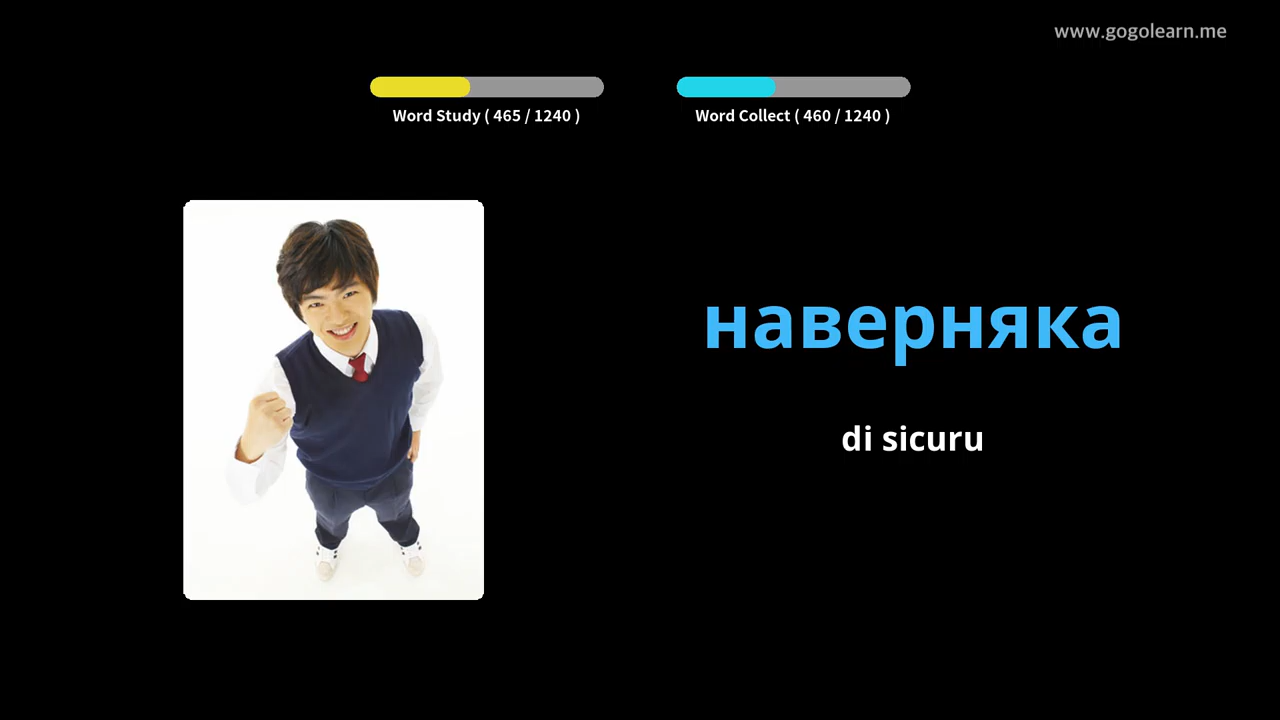 www.gogolearn.me
Word Study ( 465 / 1240 )
Word Collect ( 460 / 1240 )
наверняка
di sicuru